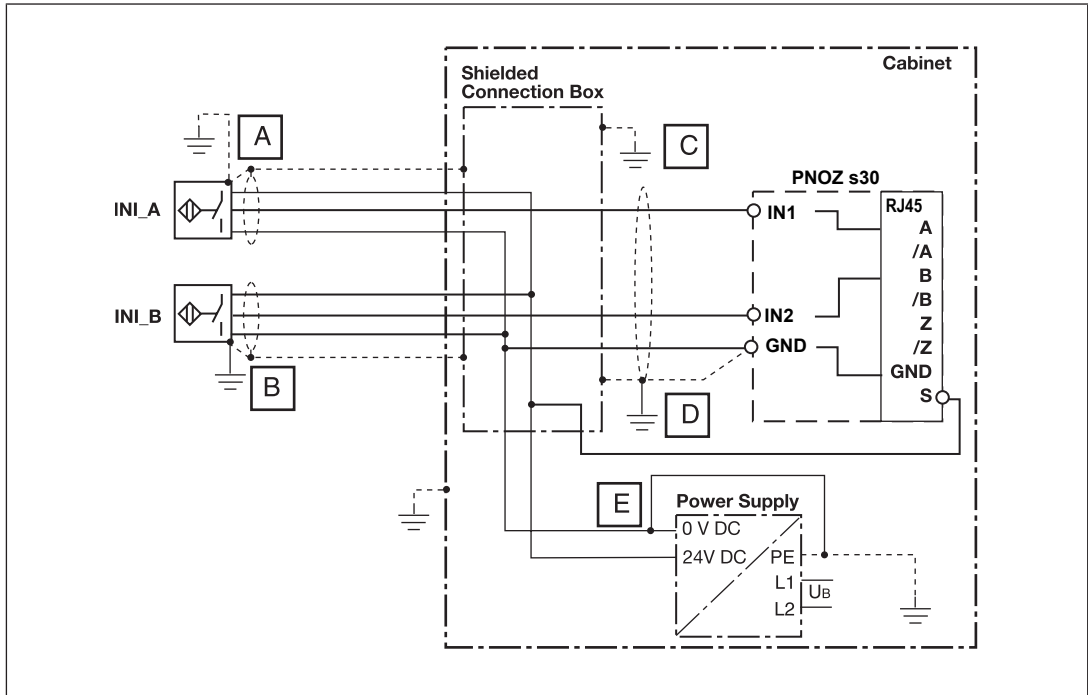 Cabinet
Shielded
Connection Box
A
C
PNOZ s30
INI_A
IN1
RJ45
A
/A
B
/B
Z
/Z
GND
S
INI_B
IN2
GND
B
D
E
Power Supply
0 V DC
24V DC
PE
L1
UB
L2